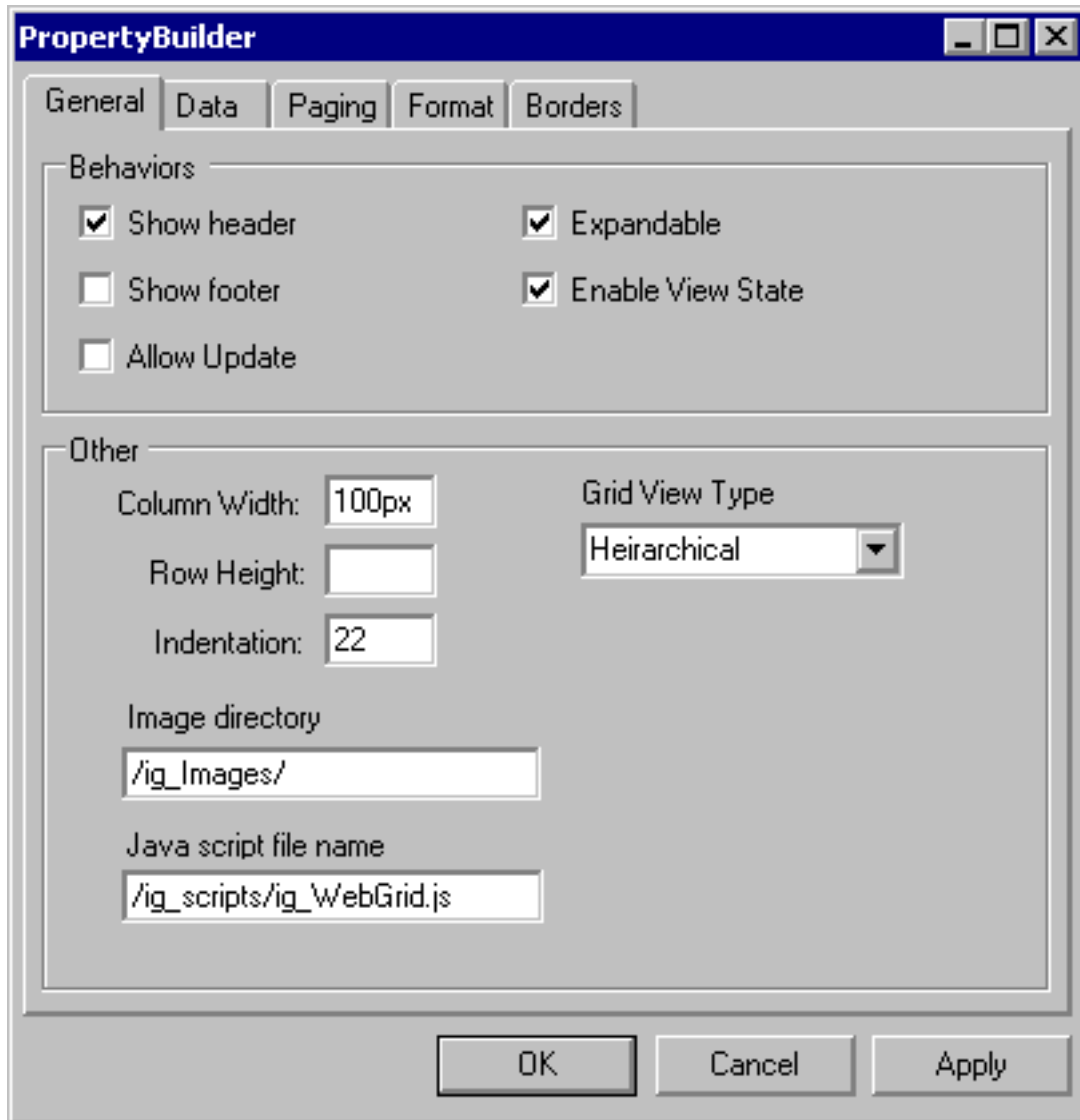 PropertyBuilder
General Data Paging Format Borders
Behaviors
Show header
Expandable
Show footer
Enable View State
Allow Update
Other
Column Width: 100px
Grid View Type
Heirarchical
Row Height:
Indentation: 22
Image directory
/ig_Images/
Java script file name
/ig_scripts/ig_WebGrid.js
OK Cancel Apply